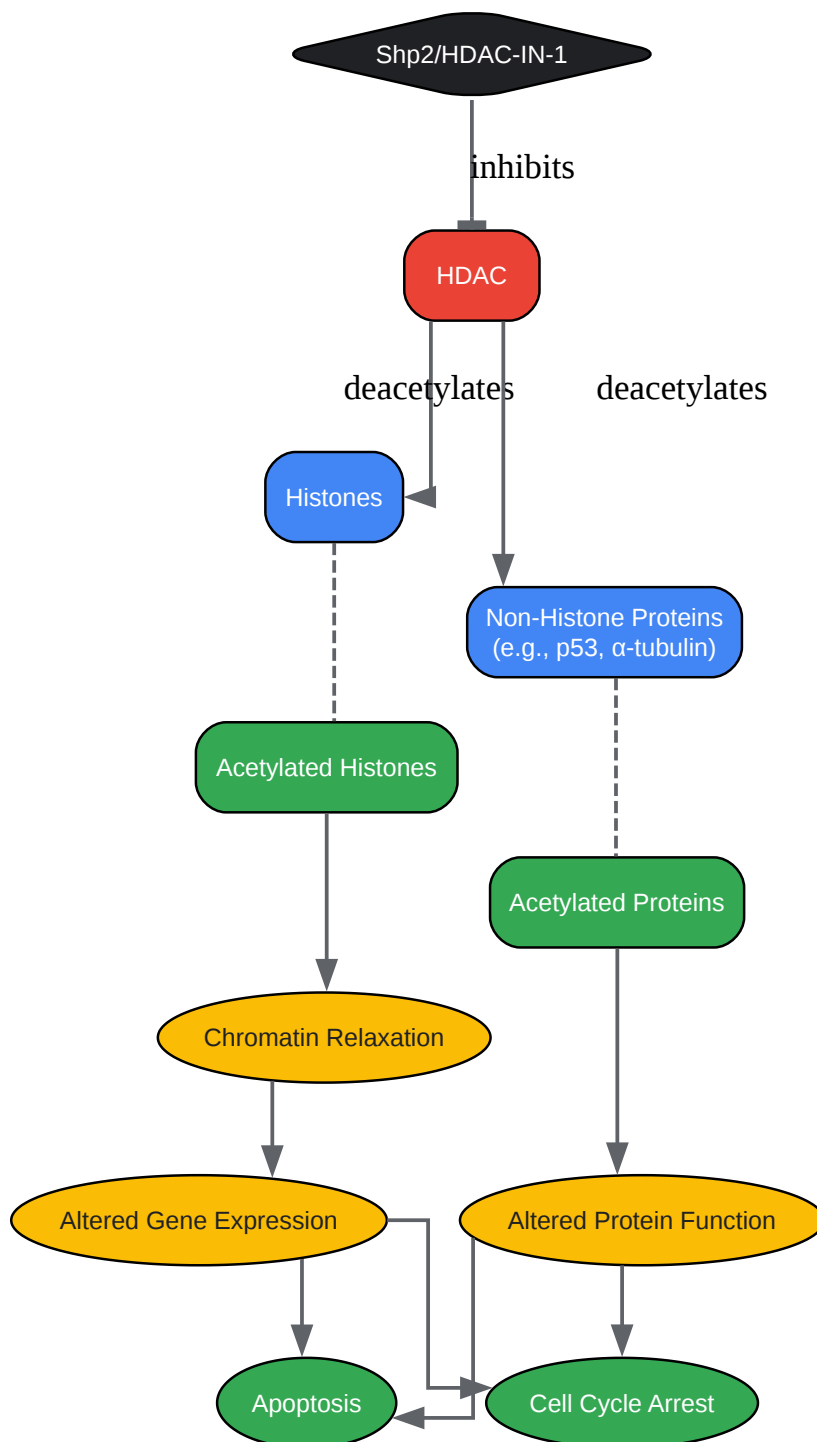 Shp2/HDAC-IN-1
inhibits
HDAC
deacetylates
deacetylates
Histones
Non-Histone Proteins
(e.g., p53, α-tubulin)
Acetylated Histones
Acetylated Proteins
Chromatin Relaxation
Altered Gene Expression
Altered Protein Function
Apoptosis
Cell Cycle Arrest